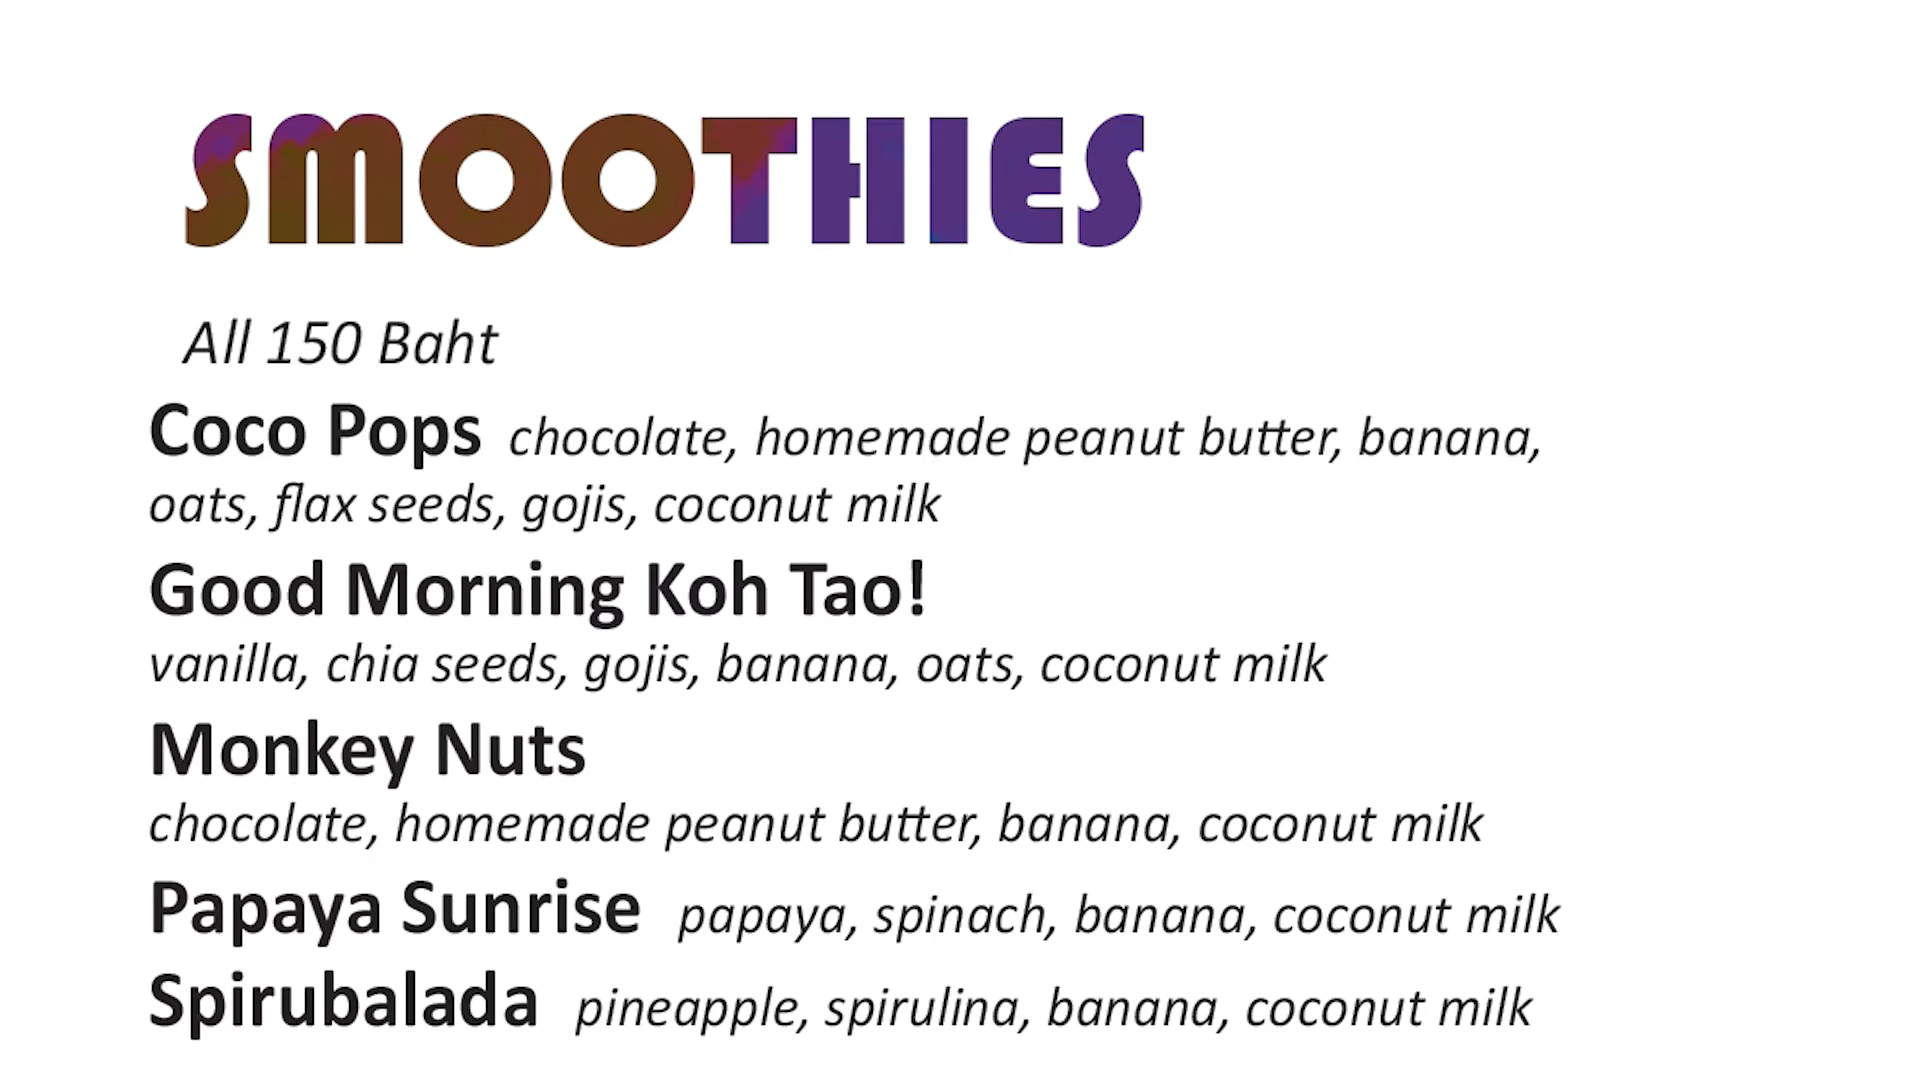 SMOOTHIES
All 150 Baht
Coco Pops chocolate, homemade peanut butter, banana,
oats, flax seeds, gojis, coconut milk
Good Morning Koh Tao!
vanilla, chia seeds, gojis, banana, oats, coconut milk
Monkey Nuts
chocolate, homemade peanut butter, banana, coconut milk
Papaya Sunrise papaya, spinach, banana, coconut milk
Spirubalada pineapple, spirulina, banana, coconut milk